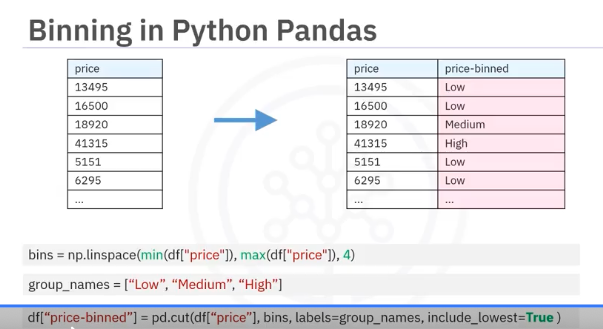 Binning in Python Pandas
price
13495
16500
18920
41315
5151
6295
...
price price-binned
13495 Low
16500 Low
18920 Medium
41315 High
5151 Low
6295 Low
... ...
bins = np.linspace(min(df["price"]), max(df["price"]), 4)
group_names = ["Low", "Medium", "High"]
df["price-binned"] = pd.cut(df["price"], bins, labels=group_names, include_lowest=True )